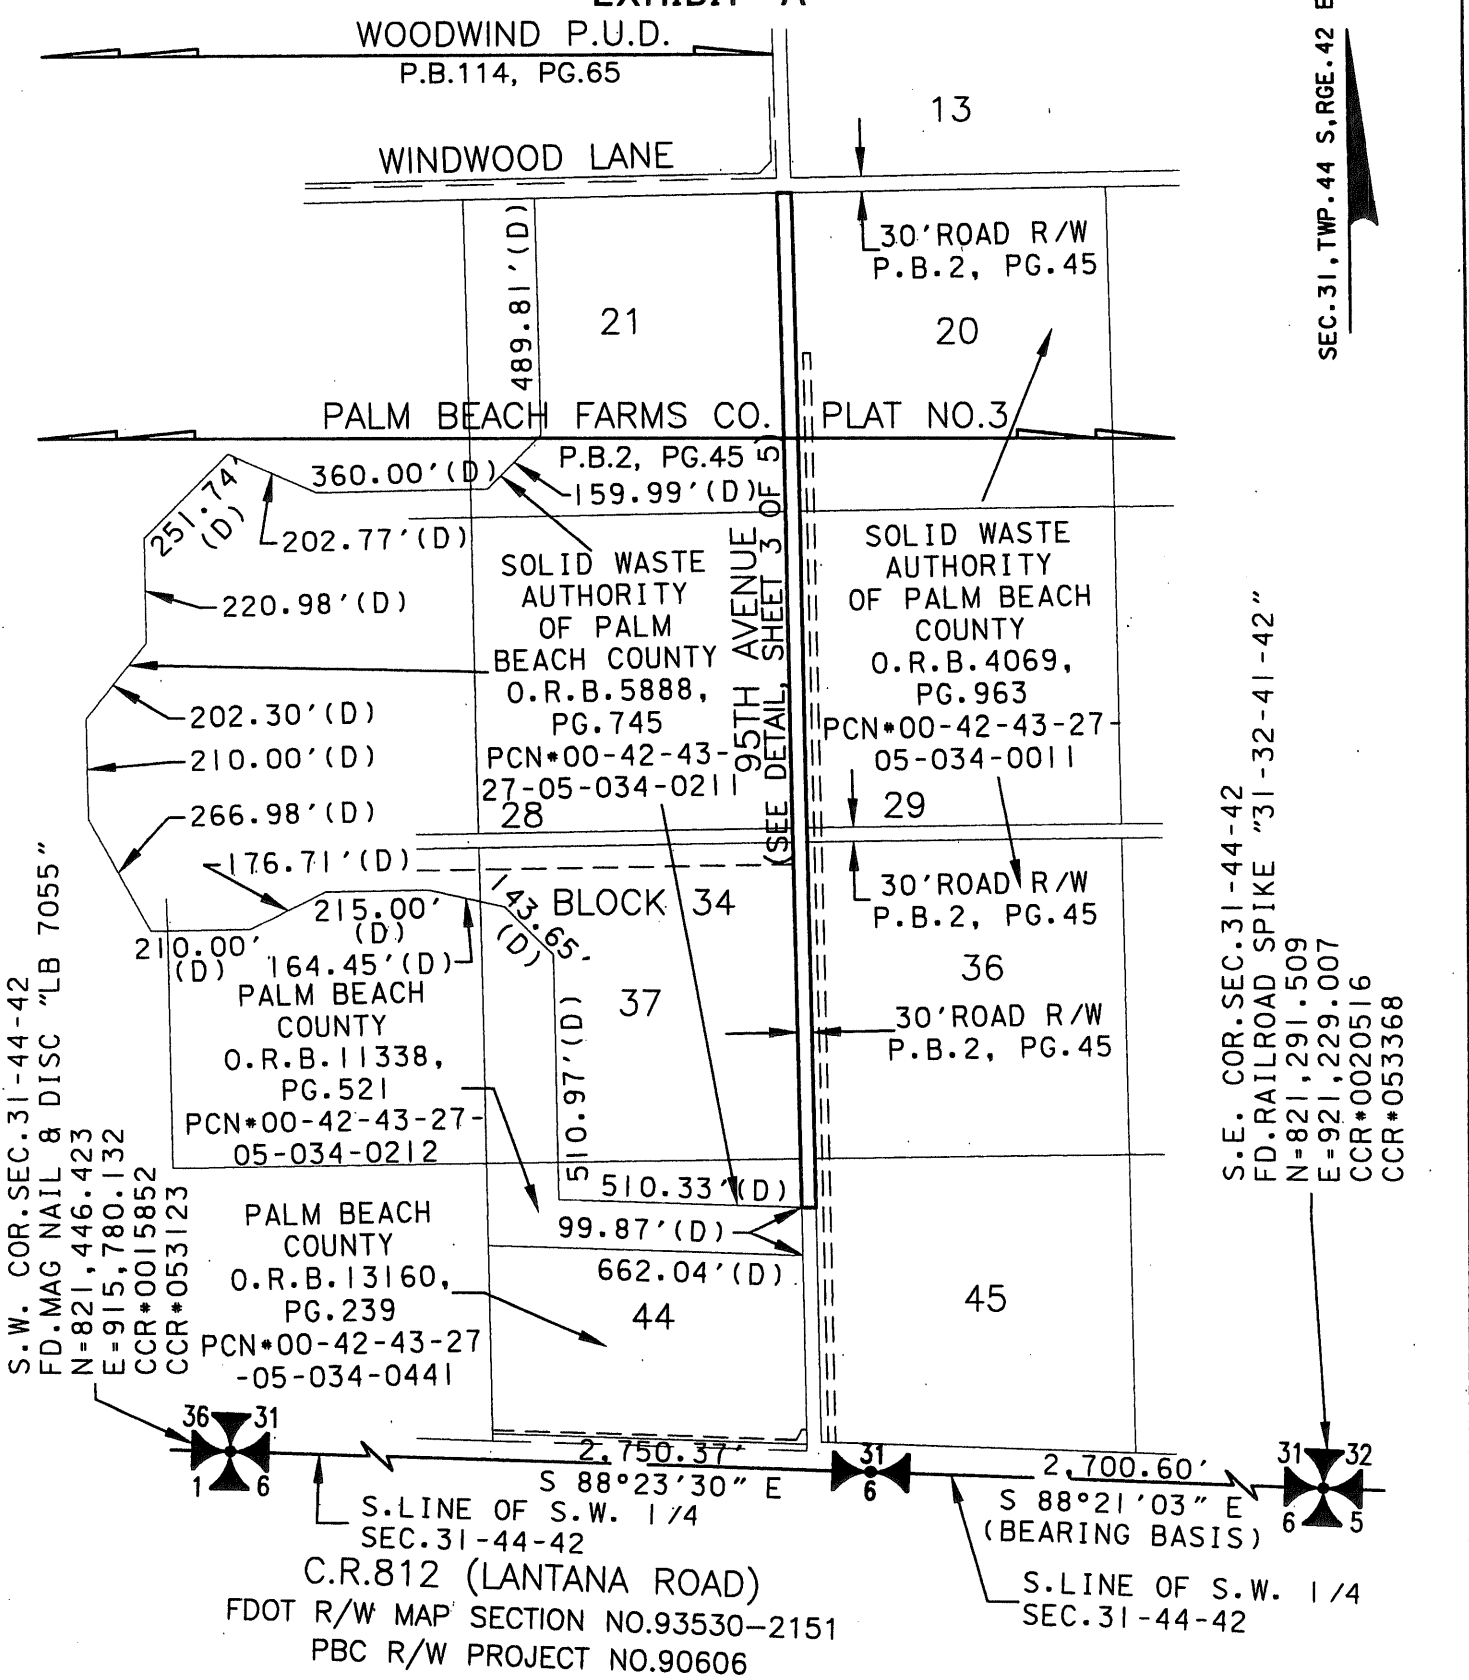 EXHIBIT "A"
WOODWIND P.U.D.
P.B.114, PG.65
SEC.31,TWP.44 S,RGE.42 E
13
WINDWOOD LANE
30'ROAD R/W
P.B.2, PG.45
489.81'(D)
21
20
PALM BEACH FARMS CO. PLAT NO.3
P.B.2, PG.45
360.00'(D)
159.99'(D)
251.74'
(D)
202.77'(D)
220.98'(D)
202.30'(D)
210.00'(D)
266.98'(D)
176.71'(D)
SOLID WASTE
AUTHORITY
OF PALM
BEACH COUNTY
O.R.B.5888,
PG.745
PCN*00-42-43-
27-05-034-0211
28
95TH AVENUE
(SEE DETAIL, SHEET 3 OF 5)
SOLID WASTE
AUTHORITY
OF PALM BEACH
COUNTY
O.R.B.4069,
PG.963
PCN*00-42-43-27-
05-034-0011
29
30'ROAD R/W
P.B.2, PG.45
BLOCK 34
143.65'
(D)
215.00'
(D)
210.00'
(D)
164.45'(D)
36
37
30'ROAD R/W
P.B.2, PG.45
PALM BEACH
COUNTY
O.R.B.11338,
PG.521
PCN*00-42-43-27-
05-034-0212
510.97'(D)
510.33'(D)
99.87'(D)
662.04'(D)
PALM BEACH
COUNTY
O.R.B.13160,
PG.239
PCN*00-42-43-27
-05-034-0441
44
45
S.W. COR.SEC.31-44-42
FD.MAG NAIL & DISC "LB 7055"
N=821,446.423
E=915,780.132
CCR*0015852
CCR*053123
S.E. COR.SEC.31-44-42
FD.RAILROAD SPIKE "31-32-41-42"
N=821,291.509
E=921,229.007
CCR*0020516
CCR*053368
36 31
1 6
2,750.37'
S 88°23'30" E
31
6
2,700.60'
S 88°21'03" E
(BEARING BASIS)
31 32
6 5
S.LINE OF S.W. 1/4
SEC.31-44-42
S.LINE OF S.W. 1/4
SEC.31-44-42
C.R.812 (LANTANA ROAD)
FDOT R/W MAP SECTION NO.93530-2151
PBC R/W PROJECT NO.90606